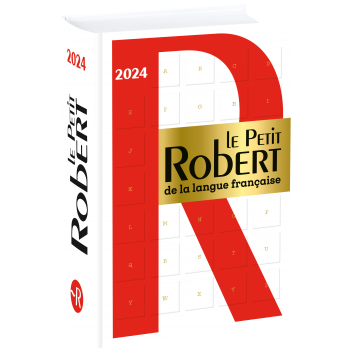 2024
le Petit
Robert
2024
R
le Petit
Robert
de la langue française
R